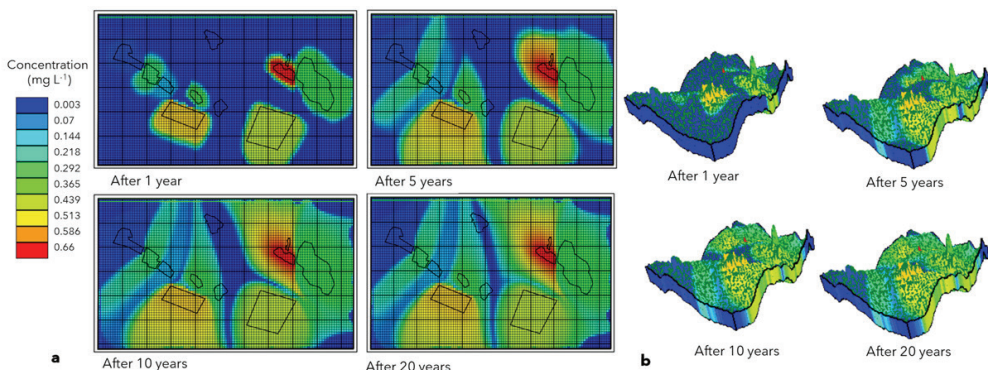 Concentration
(mg L-1)
0.003
0.07
0.144
0.218
0.292
0.365
0.439
0.513
0.586
0.66
After 1 year
After 5 years
After 10 years
After 20 years
a
After 1 year
After 5 years
After 10 years
After 20 years
b